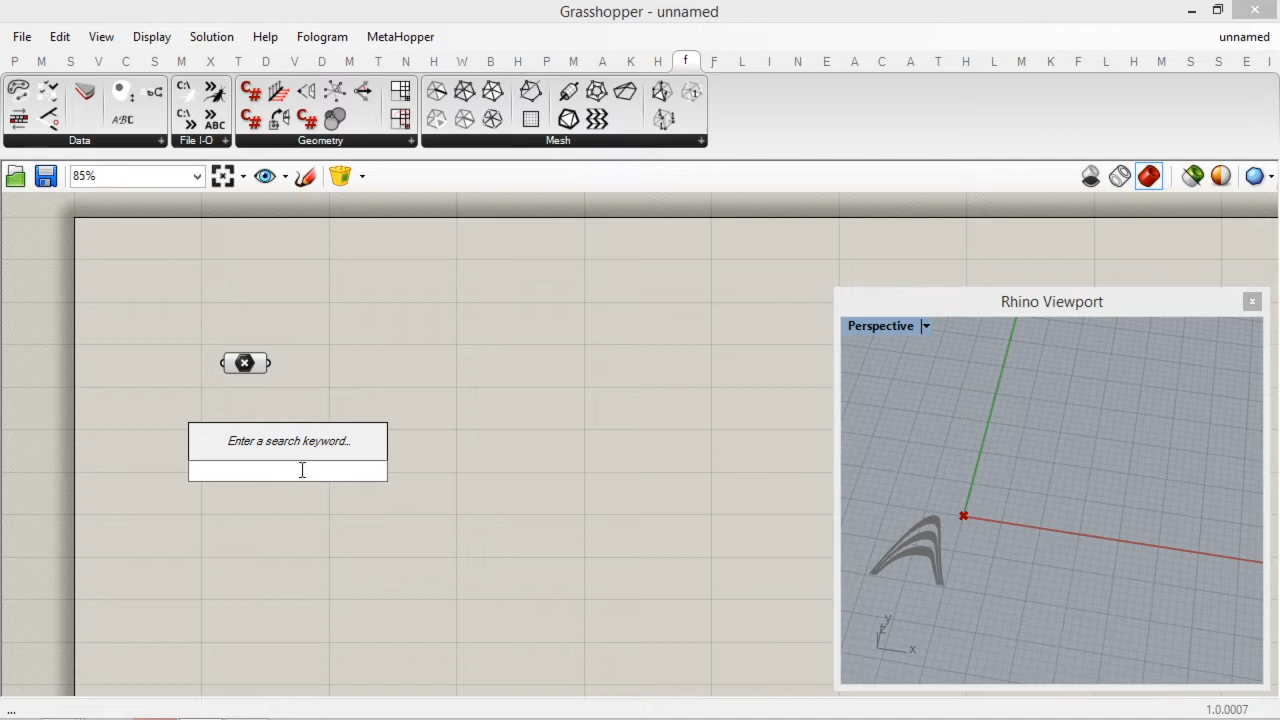 Grasshopper - unnamed
File Edit View Display Solution Help Fologram MetaHopper unnamed
P M S V C S M X T D V D M T N K H W B H P M A K H f F L U L I N D E A C L U M K L H M S S E I
C:\ C# ABC
ABC C:\ ABC C# C#
Data File I-O Geometry Mesh
85%
Rhino Viewport
Perspective
Enter a search keyword...
y
z
x
...
1.0.0007